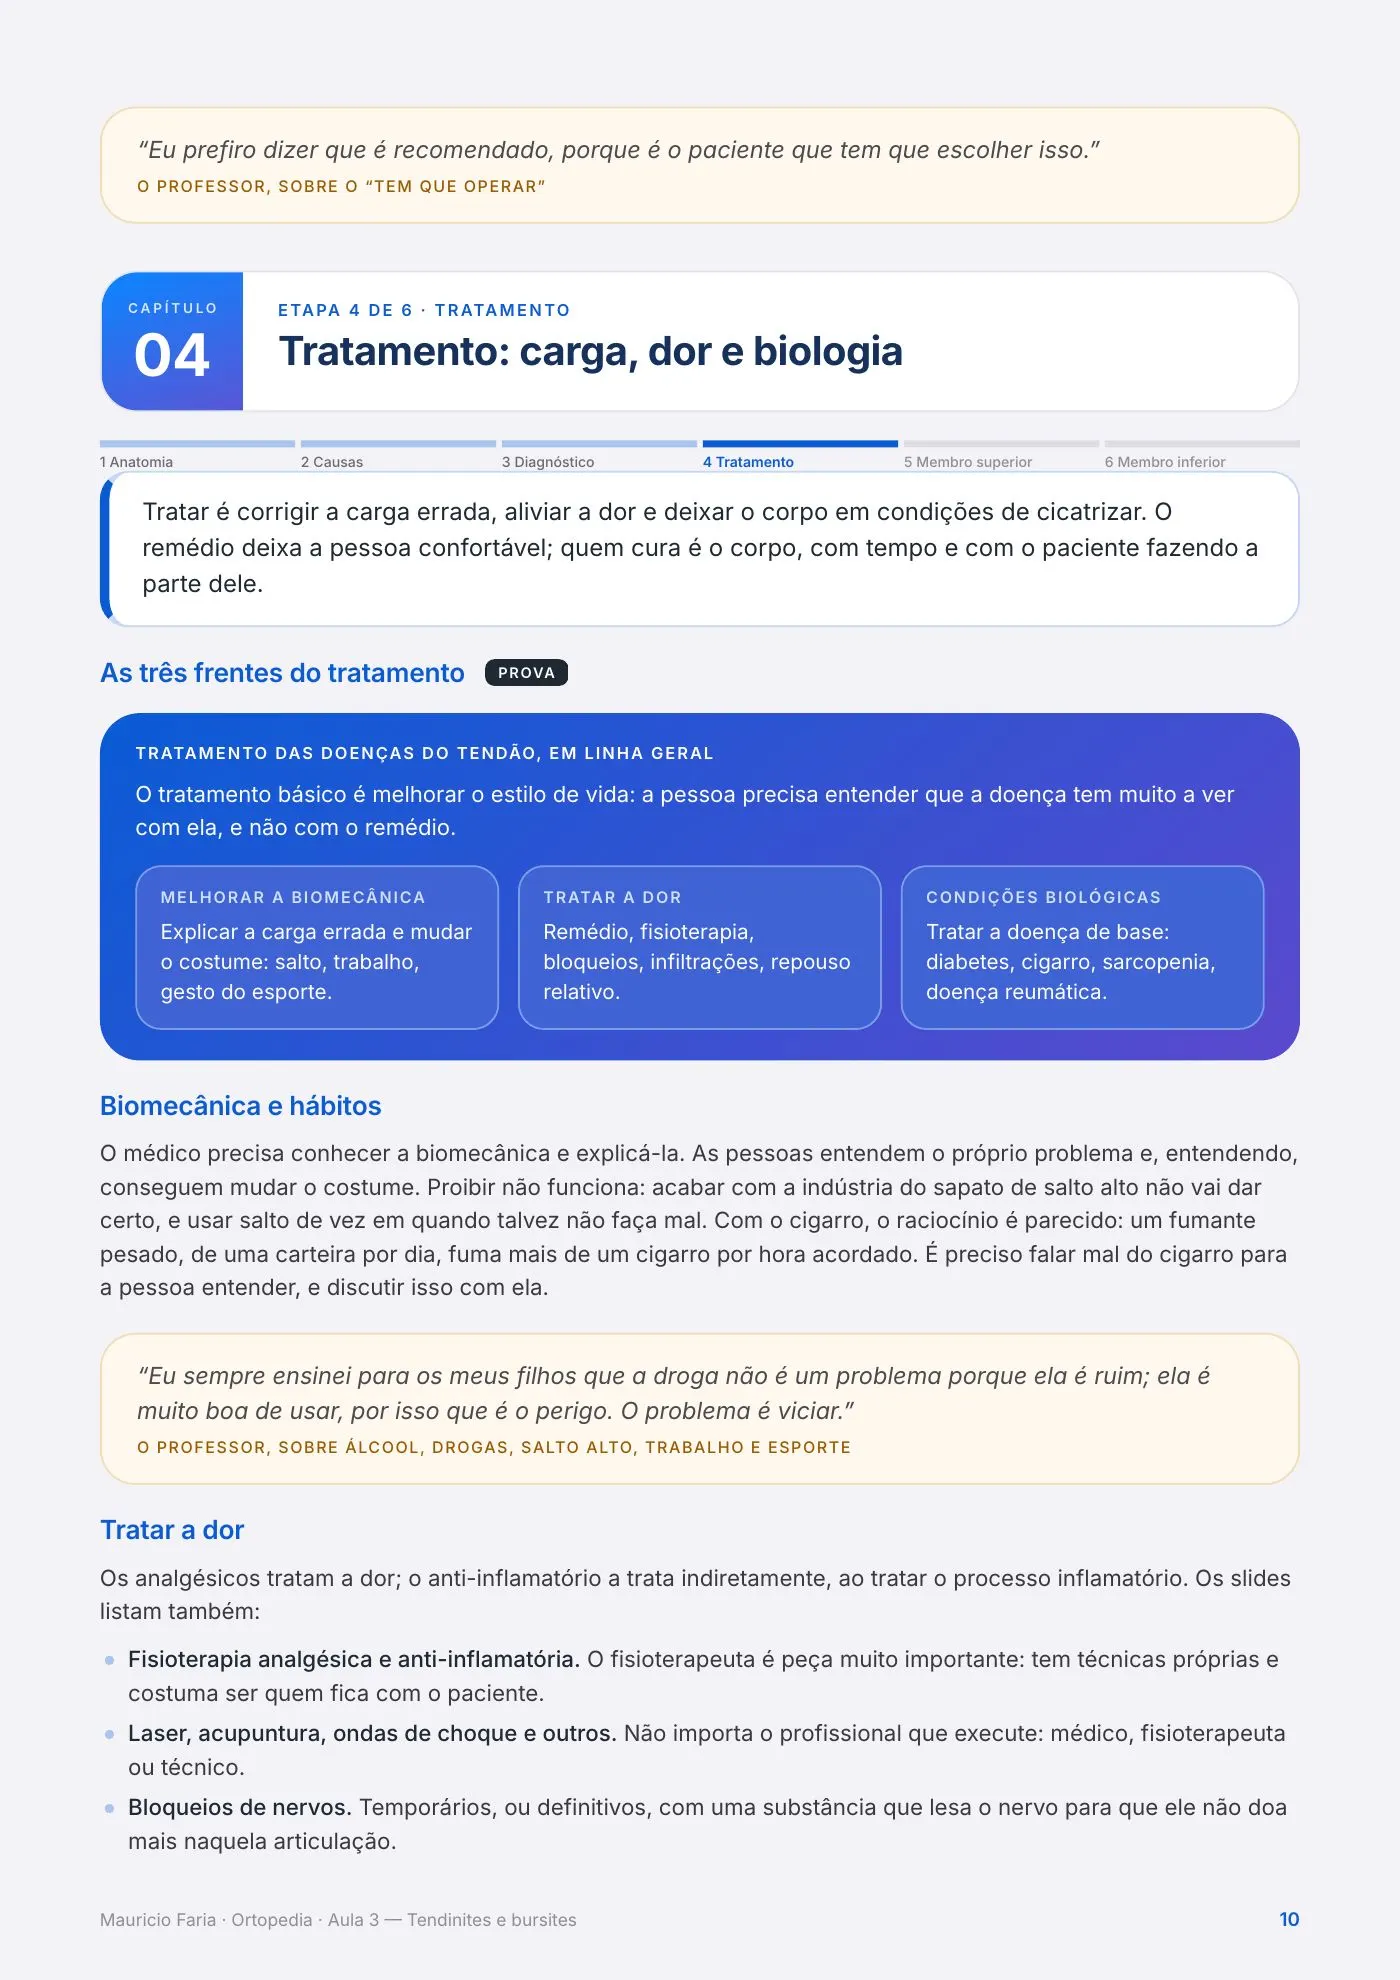 “Eu prefiro dizer que é recomendado, porque é o paciente que tem que escolher isso.”
O PROFESSOR, SOBRE O “TEM QUE OPERAR”
CAPÍTULO
04
ETAPA 4 DE 6 · TRATAMENTO
Tratamento: carga, dor e biologia
1 Anatomia
2 Causas
3 Diagnóstico
4 Tratamento
5 Membro superior
6 Membro inferior
Tratar é corrigir a carga errada, aliviar a dor e deixar o corpo em condições de cicatrizar. O
remédio deixa a pessoa confortável; quem cura é o corpo, com tempo e com o paciente fazendo a
parte dele.
As três frentes do tratamento
PROVA
TRATAMENTO DAS DOENÇAS DO TENDÃO, EM LINHA GERAL
O tratamento básico é melhorar o estilo de vida: a pessoa precisa entender que a doença tem muito a ver
com ela, e não com o remédio.
MELHORAR A BIOMECÂNICA
Explicar a carga errada e mudar
o costume: salto, trabalho,
gesto do esporte.
TRATAR A DOR
Remédio, fisioterapia,
bloqueios, infiltrações, repouso
relativo.
CONDIÇÕES BIOLÓGICAS
Tratar a doença de base:
diabetes, cigarro, sarcopenia,
doença reumática.
Biomecânica e hábitos
O médico precisa conhecer a biomecânica e explicá-la. As pessoas entendem o próprio problema e, entendendo,
conseguem mudar o costume. Proibir não funciona: acabar com a indústria do sapato de salto alto não vai dar
certo, e usar salto de vez em quando talvez não faça mal. Com o cigarro, o raciocínio é parecido: um fumante
pesado, de uma carteira por dia, fuma mais de um cigarro por hora acordado. É preciso falar mal do cigarro para
a pessoa entender, e discutir isso com ela.
“Eu sempre ensinei para os meus filhos que a droga não é um problema porque ela é ruim; ela é
muito boa de usar, por isso que é o perigo. O problema é viciar.”
O PROFESSOR, SOBRE ÁLCOOL, DROGAS, SALTO ALTO, TRABALHO E ESPORTE
Tratar a dor
Os analgésicos tratam a dor; o anti-inflamatório a trata indiretamente, ao tratar o processo inflamatório. Os slides
listam também:
Fisioterapia analgésica e anti-inflamatória. O fisioterapeuta é peça muito importante: tem técnicas próprias e
costuma ser quem fica com o paciente.
Laser, acupuntura, ondas de choque e outros. Não importa o profissional que execute: médico, fisioterapeuta
ou técnico.
Bloqueios de nervos. Temporários, ou definitivos, com uma substância que lesa o nervo para que ele não doa
mais naquela articulação.
Mauricio Faria · Ortopedia · Aula 3 — Tendinites e bursites
10